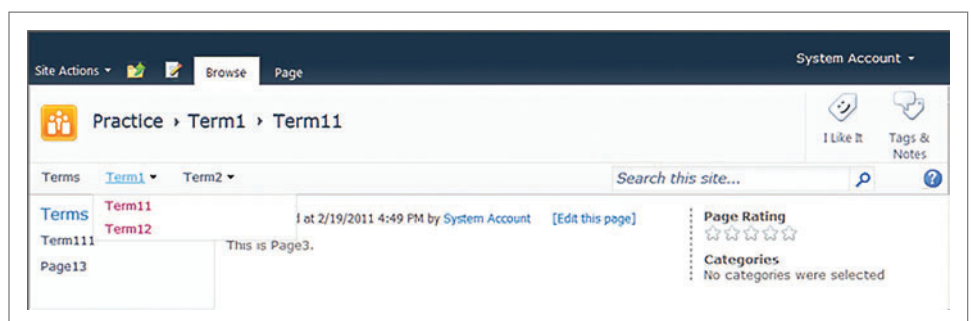 System Account
Site Actions
Browse
Page
Practice › Term1 › Term11
I Like It
Tags &
Notes
Terms
Term1
Term2
Search this site...
Terms
Term11
Term12
at 2/19/2011 4:49 PM by System Account
[Edit this page]
Term111
This is Page3.
Page13
Page Rating
Categories
No categories were selected